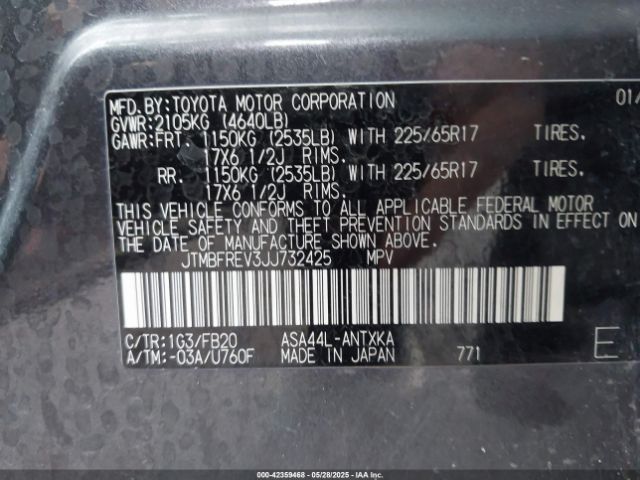 MFD. BY: TOYOTA MOTOR CORPORATION 01/
GVWR: 2105KG (4640LB)
GAWR: FRT. 1150KG (2535LB) WITH 225/65R17 TIRES.
17X6 1/2J RIMS.
RR. 1150KG (2535LB) WITH 225/65R17 TIRES.
17X6 1/2J RIMS.
THIS VEHICLE CONFORMS TO ALL APPLICABLE FEDERAL MOTOR
VEHICLE SAFETY AND THEFT PREVENTION STANDARDS IN EFFECT ON
THE DATE OF MANUFACTURE SHOWN ABOVE.
JTMBFREV3JJ732425 MPV
C/TR: 1G3/FB20 ASA44L-ANTXKA
A/TM: -03A/U760F MADE IN JAPAN 771 E
000-42359468 | 05/28/2025 | IAA, Inc.